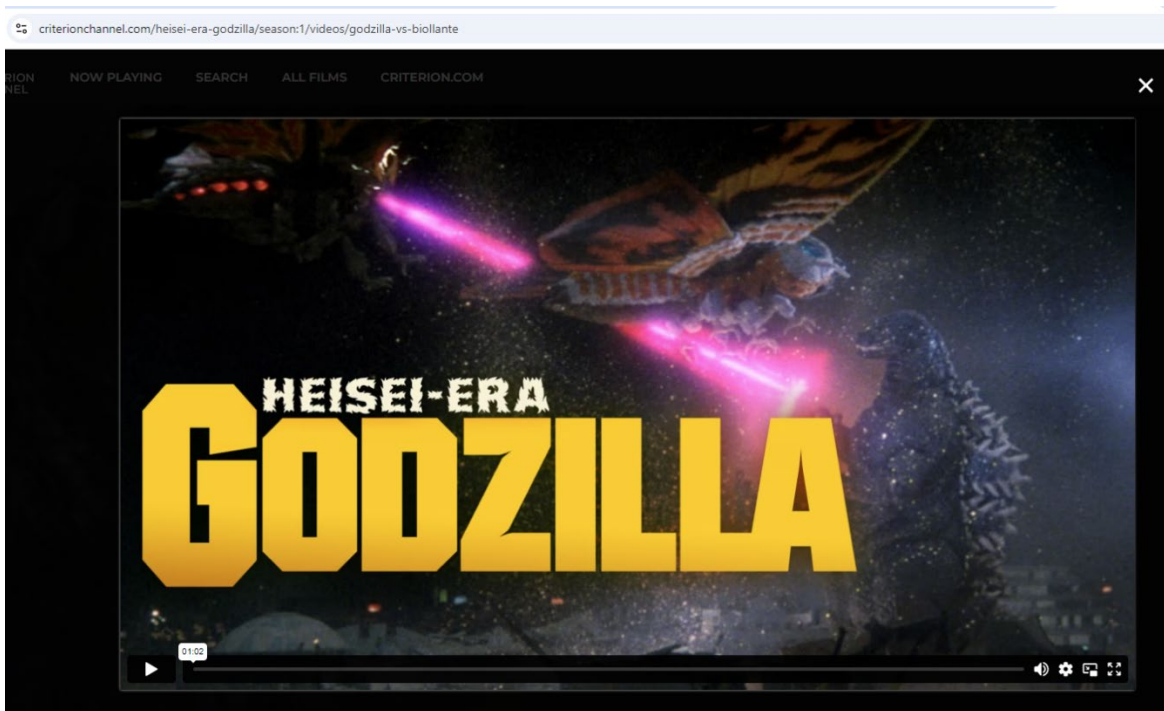 criterionchannel.com/heisei-era-godzilla/season:1/videos/godzilla-vs-biollante
RION NOW PLAYING SEARCH ALL FILMS CRITERION.COM
NEL
HEISEI-ERA
GODZILLA
01:02